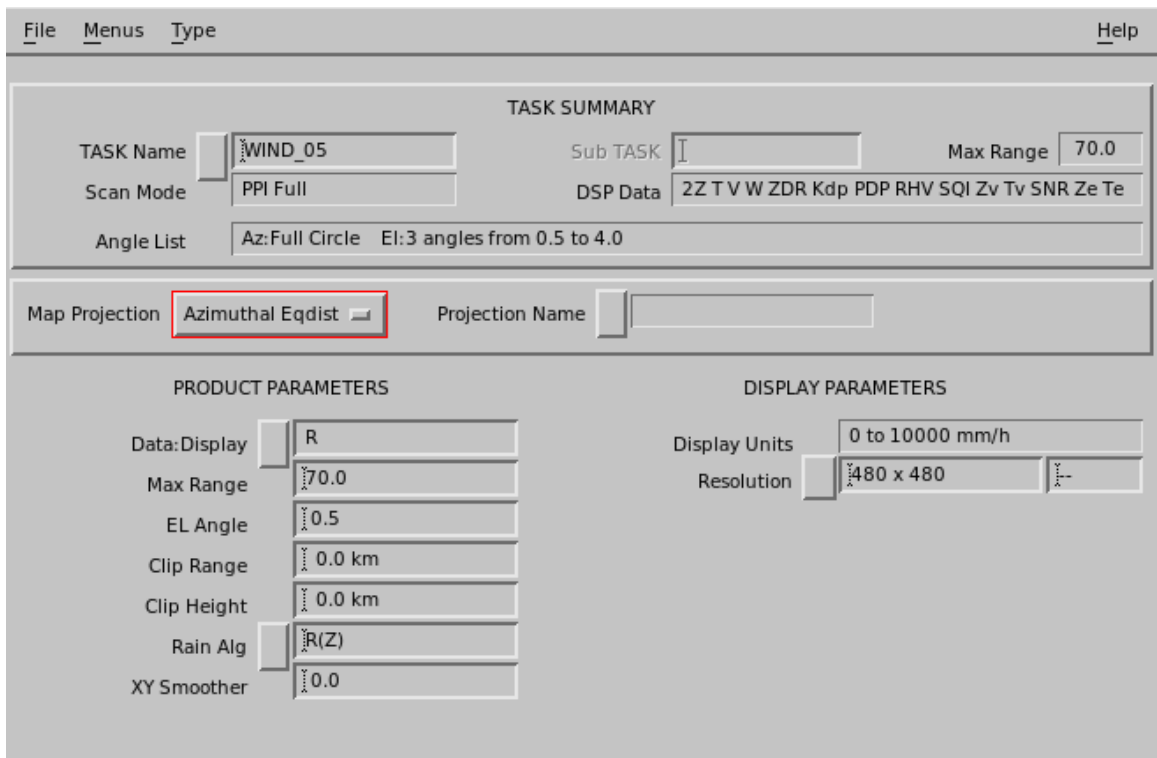 File Menus Type Help
TASK SUMMARY
TASK Name WIND_05 Sub TASK Max Range 70.0
Scan Mode PPI Full DSP Data 2Z T V W ZDR Kdp PDP RHV SQI Zv Tv SNR Ze Te
Angle List Az:Full Circle El:3 angles from 0.5 to 4.0
Map Projection Azimuthal Eqdist Projection Name
PRODUCT PARAMETERS DISPLAY PARAMETERS
Data:Display R Display Units 0 to 10000 mm/h
Max Range 70.0 Resolution 480 x 480 --
EL Angle 0.5
Clip Range 0.0 km
Clip Height 0.0 km
Rain Alg R(Z)
XY Smoother 0.0